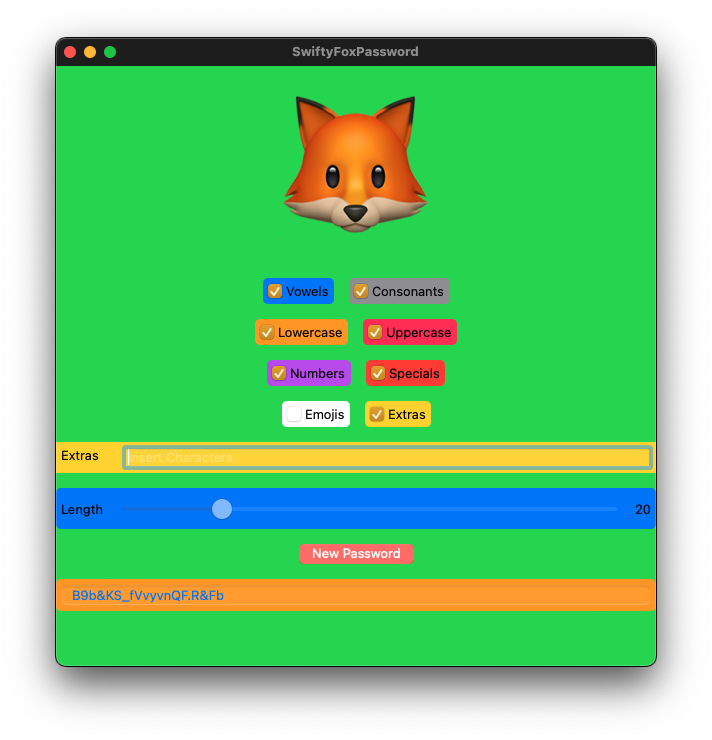 SwiftyFoxPassword
Vowels Consonants
Lowercase Uppercase
Numbers Specials
Emojis Extras
Extras Insert Characters
Length 20
New Password
B9b&KS_fVvyvnQF.R&Fb